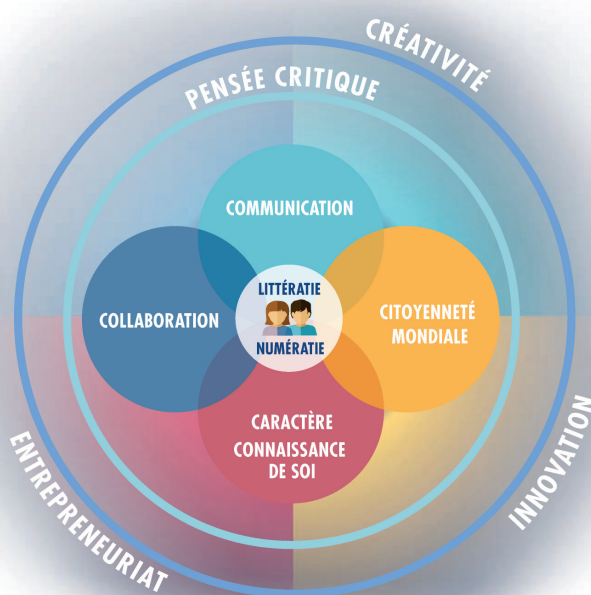 CRÉATIVITÉ
PENSÉE CRITIQUE
COMMUNICATION
LITTÉRATIE
NUMÉRATIE
COLLABORATION
CITOYENNETÉ
MONDIALE
CARACTÈRE
CONNAISSANCE
DE SOI
ENTREPRENEURIAT
INNOVATION